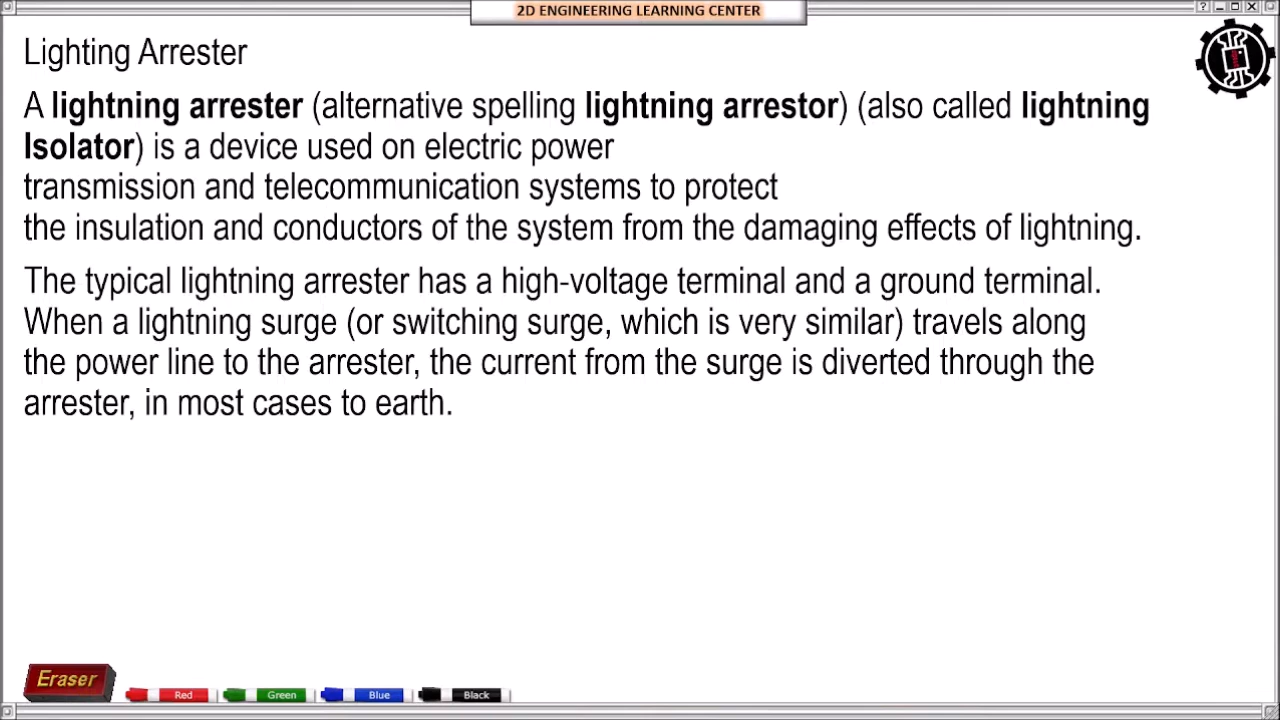 2D ENGINEERING LEARNING CENTER
Lighting Arrester
A lightning arrester (alternative spelling lightning arrestor) (also called lightning
Isolator) is a device used on electric power
transmission and telecommunication systems to protect
the insulation and conductors of the system from the damaging effects of lightning.
The typical lightning arrester has a high-voltage terminal and a ground terminal.
When a lightning surge (or switching surge, which is very similar) travels along
the power line to the arrester, the current from the surge is diverted through the
arrester, in most cases to earth.
Eraser
Red Green Blue Black